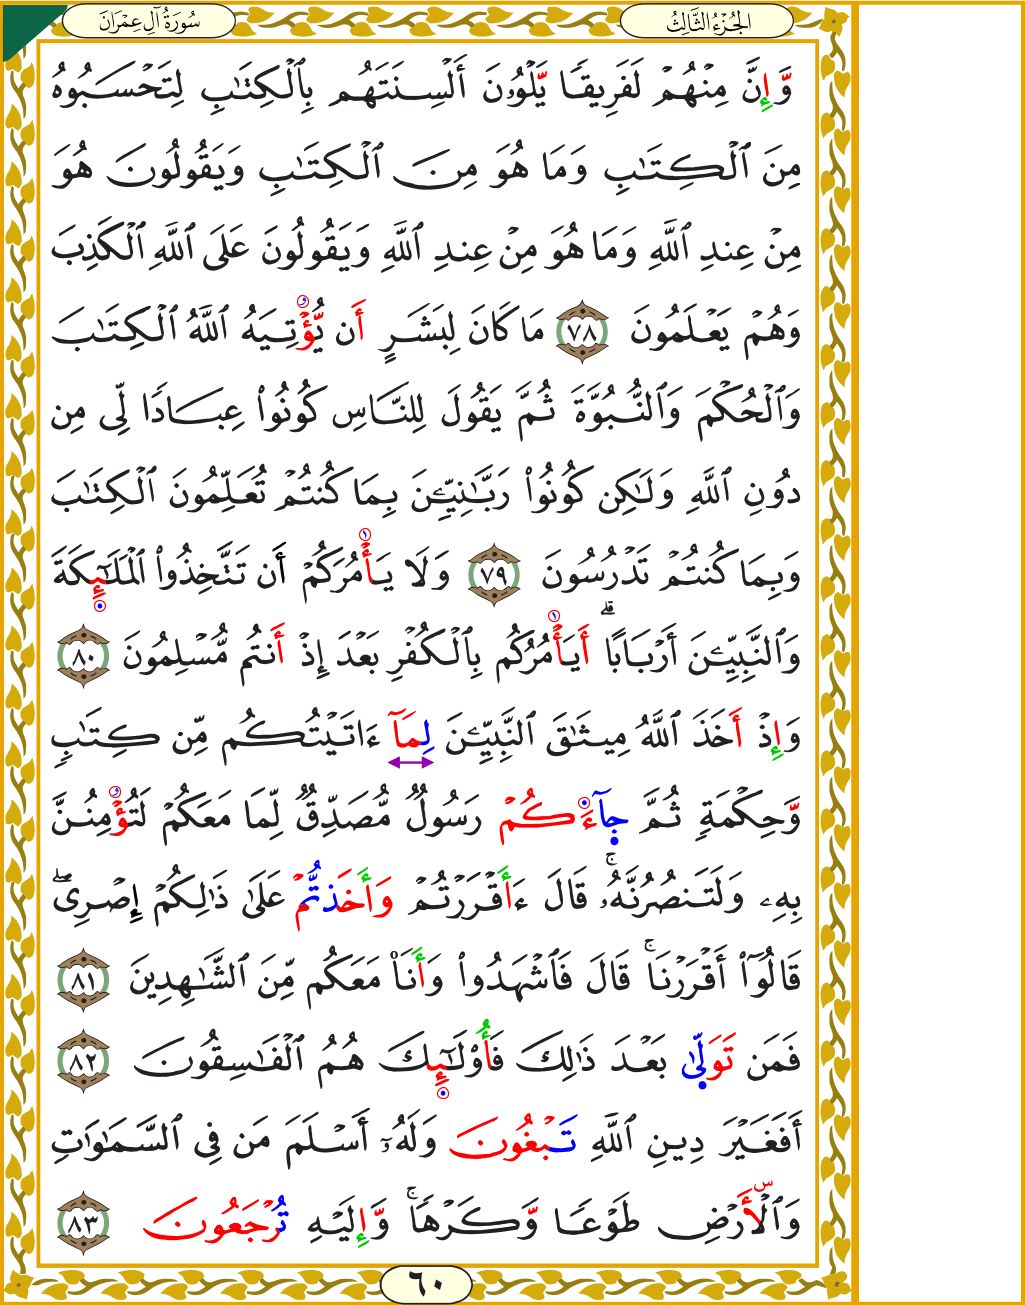 سُورَةُ آلِ عِمْرَانَ
الجُزْءُ الثَّالِثُ
وَّإِنَّ مِنْهُمْ لَفَرِيقٗا يَّلْوُۥنَ أَلْسِنَتَهُم بِٱلْكِتَٰبِ لِتَحْسَبُوهُ
مِنَ ٱلْكِتَٰبِ وَمَا هُوَ مِنَ ٱلْكِتَٰبِ وَيَقُولُونَ هُوَ
مِنْ عِندِ ٱللَّهِ وَمَا هُوَ مِنْ عِندِ ٱللَّهِ وَيَقُولُونَ عَلَى ٱللَّهِ ٱلْكَذِبَ
وَهُمْ يَعْلَمُونَ ٧٨ مَا كَانَ لِبَشَرٍ أَن يُّؤْتِيَهُ ٱللَّهُ ٱلْكِتَٰبَ
وَٱلْحُكْمَ وَٱلنُّبُوَّةَ ثُمَّ يَقُولَ لِلنَّاسِ كُونُوا۟ عِبَادٗا لِّى مِن
دُونِ ٱللَّهِ وَلَٰكِن كُونُوا۟ رَبَّٰنِيِّۦنَ بِمَا كُنتُمْ تُعَلِّمُونَ ٱلْكِتَٰبَ
وَبِمَا كُنتُمْ تَدْرُسُونَ ٧٩ وَلَا يَأْمُرَكُمْ أَن تَتَّخِذُوا۟ ٱلْمَلَٰٓئِكَةَ
وَٱلنَّبِيِّۦنَ أَرْبَابًاۗ أَيَأْمُرُكُم بِٱلْكُفْرِ بَعْدَ إِذْ أَنتُم مُّسْلِمُونَ ٨٠
وَإِذْ أَخَذَ ٱللَّهُ مِيثَٰقَ ٱلنَّبِيِّۦنَ لِمَآ ءَاتَيْتُكُم مِّن كِتَٰبٖ
وَّحِكْمَةٖ ثُمَّ جَآءَكُمْ رَسُولٞ مُّصَدِّقٞ لِّمَا مَعَكُمْ لَتُؤْمِنُنَّ
بِهِۦ وَلَتَنصُرُنَّهُۥۚ قَالَ ءَأَقْرَرْتُمْ وَأَخَذتُّمْ عَلَىٰ ذَٰلِكُمْ إِصْرِىۖ
قَالُوٓا۟ أَقْرَرْنَاۚ قَالَ فَٱشْهَدُوا۟ وَأَنَا۠ مَعَكُم مِّنَ ٱلشَّٰهِدِينَ ٨١
فَمَن تَوَلَّىٰ بَعْدَ ذَٰلِكَ فَأُو۟لَٰٓئِكَ هُمُ ٱلْفَٰسِقُونَ ٨٢
أَفَغَيْرَ دِينِ ٱللَّهِ تَبْغُونَ وَلَهُۥٓ أَسْلَمَ مَن فِى ٱلسَّمَٰوَٰتِ
وَٱلْأَرْضِ طَوْعٗا وَّكَرْهٗاۚ وَّإِلَيْهِ تُرْجَعُونَ ٨٣
٦٠